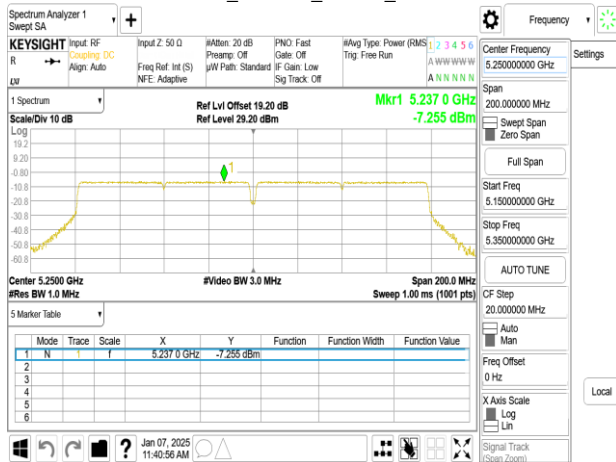 Spectrum Analyzer 1
Swept SA
Frequency
KEYSIGHT
R
Input: RF
Coupling: DC
Align: Auto
Input Z: 50 Ω
Freq Ref: Int (S)
NFE: Adaptive
#Atten: 20 dB
Preamp: Off
µW Path: Standard
PNO: Fast
Gate: Off
IF Gain: Low
Sig Track: Off
#Avg Type: Power (RMS
Trig: Free Run
1 2 3 4 5 6
A W W W W W
A N N N N N
1 Spectrum
Scale/Div 10 dB
Log
Ref Lvl Offset 19.20 dB
Ref Level 29.20 dBm
Mkr1 5.237 0 GHz
-7.255 dBm
1
19.2
9.20
-0.80
-10.8
-20.8
-30.8
-40.8
-50.8
-60.8
Center 5.2500 GHz
#Res BW 1.0 MHz
#Video BW 3.0 MHz
Span 200.0 MHz
Sweep 1.00 ms (1001 pts)
5 Marker Table
Mode Trace Scale X Y Function Function Width Function Value
1 N 1 f 5.237 0 GHz -7.255 dBm
2
3
4
5
6
Jan 07, 2025
11:40:56 AM
Center Frequency
5.250000000 GHz
Span
200.000000 MHz
Swept Span
Zero Span
Full Span
Start Freq
5.150000000 GHz
Stop Freq
5.350000000 GHz
AUTO TUNE
CF Step
20.000000 MHz
Auto
Man
Freq Offset
0 Hz
X Axis Scale
Log
Lin
Signal Track
(Span Zoom)
Settings
Local